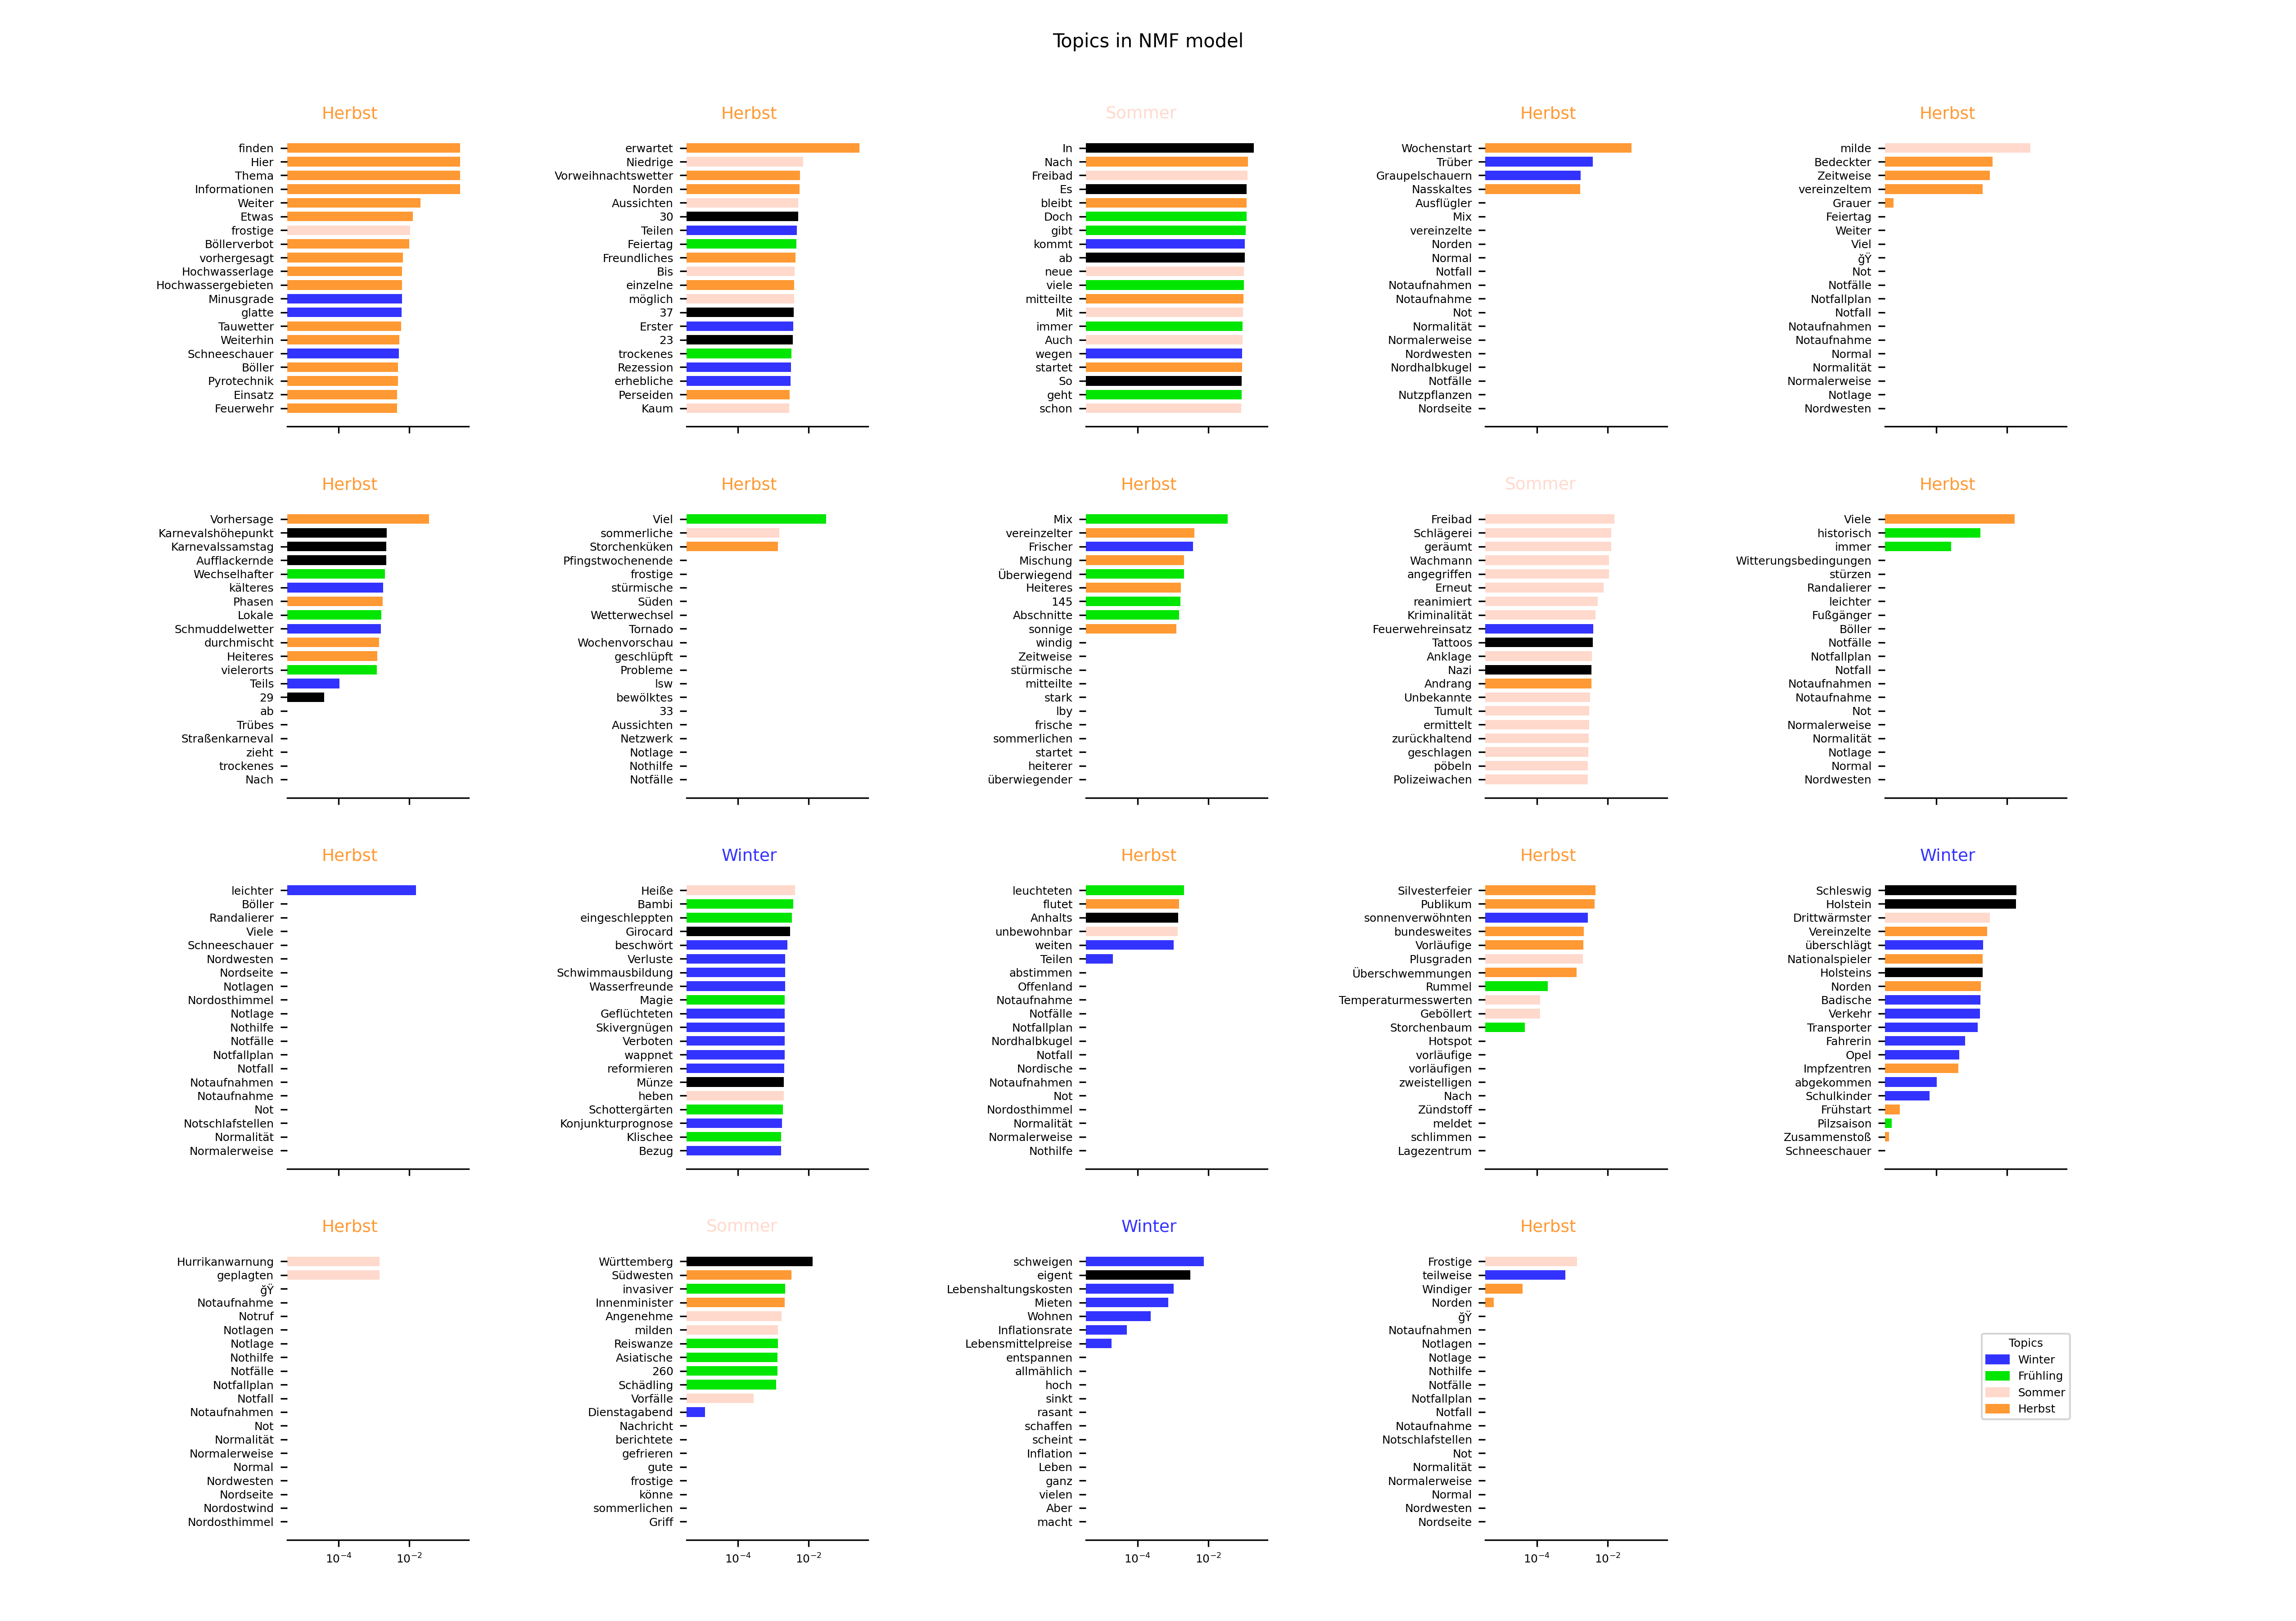 Topics in NMF model
Herbst
finden
Hier
Thema
Informationen
Weiter
Etwas
frostige
Böllerverbot
vorhergesagt
Hochwasserlage
Hochwassergebieten
Minusgrade
glatte
Tauwetter
Weiterhin
Schneeschauer
Böller
Pyrotechnik
Einsatz
Feuerwehr
Herbst
erwartet
Niedrige
Vorweihnachtswetter
Norden
Aussichten
30
Teilen
Feiertag
Freundliches
Bis
einzelne
möglich
37
Erster
23
trockenes
Rezession
erhebliche
Perseiden
Kaum
Sommer
In
Nach
Freibad
Es
bleibt
Doch
gibt
kommt
ab
neue
viele
mitteilte
Mit
immer
Auch
wegen
startet
So
geht
schon
Herbst
Wochenstart
Trüber
Graupelschauern
Nasskaltes
Ausflügler
Mix
vereinzelte
Norden
Normal
Notfall
Notaufnahmen
Notaufnahme
Not
Normalität
Normalerweise
Nordwesten
Nordhalbkugel
Notfälle
Nutzpflanzen
Nordseite
Herbst
milde
Bedeckter
Zeitweise
vereinzeltem
Grauer
Feiertag
Weiter
Viel
ğŸ
Not
Notfälle
Notfallplan
Notfall
Notaufnahmen
Notaufnahme
Normal
Normalität
Normalerweise
Notlage
Nordwesten
Herbst
Vorhersage
Karnevalshöhepunkt
Karnevalssamstag
Aufflackernde
Wechselhafter
kälteres
Phasen
Lokale
Schmuddelwetter
durchmischt
Heiteres
vielerorts
Teils
29
ab
Trübes
Straßenkarneval
zieht
trockenes
Nach
Herbst
Viel
sommerliche
Storchenküken
Pfingstwochenende
frostige
stürmische
Süden
Wetterwechsel
Tornado
Wochenvorschau
geschlüpft
Probleme
lsw
bewölktes
33
Aussichten
Netzwerk
Notlage
Nothilfe
Notfälle
Herbst
Mix
vereinzelter
Frischer
Mischung
Überwiegend
Heiteres
145
Abschnitte
sonnige
windig
Zeitweise
stürmische
mitteilte
stark
lby
frische
sommerlichen
startet
heiterer
überwiegender
Sommer
Freibad
Schlägerei
geräumt
Wachmann
angegriffen
Erneut
reanimiert
Kriminalität
Feuerwehreinsatz
Tattoos
Anklage
Nazi
Andrang
Unbekannte
Tumult
ermittelt
zurückhaltend
geschlagen
pöbeln
Polizeiwachen
Herbst
Viele
historisch
immer
Witterungsbedingungen
stürzen
Randalierer
leichter
Fußgänger
Böller
Notfälle
Notfallplan
Notfall
Notaufnahmen
Notaufnahme
Not
Normalerweise
Normalität
Notlage
Normal
Nordwesten
Herbst
leichter
Böller
Randalierer
Viele
Schneeschauer
Nordwesten
Nordseite
Notlagen
Nordosthimmel
Notlage
Nothilfe
Notfälle
Notfallplan
Notfall
Notaufnahmen
Notaufnahme
Not
Notschlafstellen
Normalität
Normalerweise
Winter
Heiße
Bambi
eingeschleppten
Girocard
beschwört
Verluste
Schwimmausbildung
Wasserfreunde
Magie
Geflüchteten
Skivergnügen
Verboten
wappnet
reformieren
Münze
heben
Schottergärten
Konjunkturprognose
Klischee
Bezug
Herbst
leuchteten
flutet
Anhalts
unbewohnbar
weiten
Teilen
abstimmen
Offenland
Notaufnahme
Notfälle
Notfallplan
Nordhalbkugel
Notfall
Nordische
Notaufnahmen
Not
Nordosthimmel
Normalität
Normalerweise
Nothilfe
Herbst
Silvesterfeier
Publikum
sonnenverwöhnten
bundesweites
Vorläufige
Plusgraden
Überschwemmungen
Rummel
Temperaturmesswerten
Geböllert
Storchenbaum
Hotspot
vorläufige
vorläufigen
zweistelligen
Nach
Zündstoff
meldet
schlimmen
Lagezentrum
Winter
Schleswig
Holstein
Drittwärmster
Vereinzelte
überschlägt
Nationalspieler
Holsteins
Norden
Badische
Verkehr
Transporter
Fahrerin
Opel
Impfzentren
abgekommen
Schulkinder
Frühstart
Pilzsaison
Zusammenstoß
Schneeschauer
Herbst
Hurrikanwarnung
geplagten
ğŸ
Notaufnahme
Notruf
Notlagen
Notlage
Nothilfe
Notfälle
Notfallplan
Notfall
Notaufnahmen
Not
Normalität
Normalerweise
Normal
Nordwesten
Nordseite
Nordostwind
Nordosthimmel
10⁻⁴ 10⁻²
Sommer
Württemberg
Südwesten
invasiver
Innenminister
Angenehme
milden
Reiswanze
Asiatische
260
Schädling
Vorfälle
Dienstagabend
Nachricht
berichtete
gefrieren
gute
frostige
könne
sommerlichen
Griff
10⁻⁴ 10⁻²
Winter
schweigen
eigent
Lebenshaltungskosten
Mieten
Wohnen
Inflationsrate
Lebensmittelpreise
entspannen
allmählich
hoch
sinkt
rasant
schaffen
scheint
Inflation
Leben
ganz
vielen
Aber
macht
10⁻⁴ 10⁻²
Herbst
Frostige
teilweise
Windiger
Norden
ğŸ
Notaufnahmen
Notlagen
Notlage
Nothilfe
Notfälle
Notfallplan
Notfall
Notaufnahme
Notschlafstellen
Not
Normalität
Normalerweise
Normal
Nordwesten
Nordseite
10⁻⁴ 10⁻²
Topics
Winter
Frühling
Sommer
Herbst